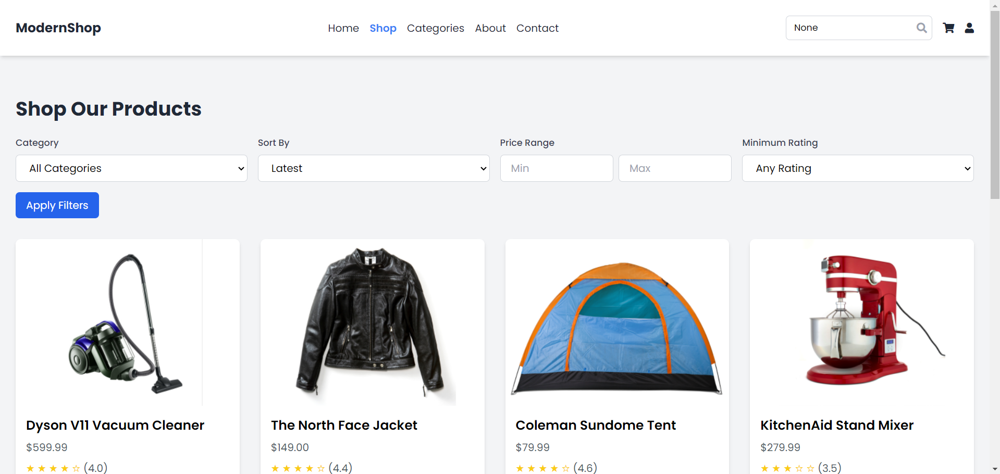 ModernShop
Home Shop Categories About Contact
None
Shop Our Products
Category Sort By Price Range Minimum Rating
All Categories Latest Min Max Any Rating
Apply Filters
Dyson V11 Vacuum Cleaner
$599.99
★ ★ ★ ★ ☆ (4.0)
The North Face Jacket
$149.00
★ ★ ★ ★ ☆ (4.4)
Coleman Sundome Tent
$79.99
★ ★ ★ ★ ☆ (4.6)
KitchenAid Stand Mixer
$279.99
★ ★ ★ ☆ ☆ (3.5)